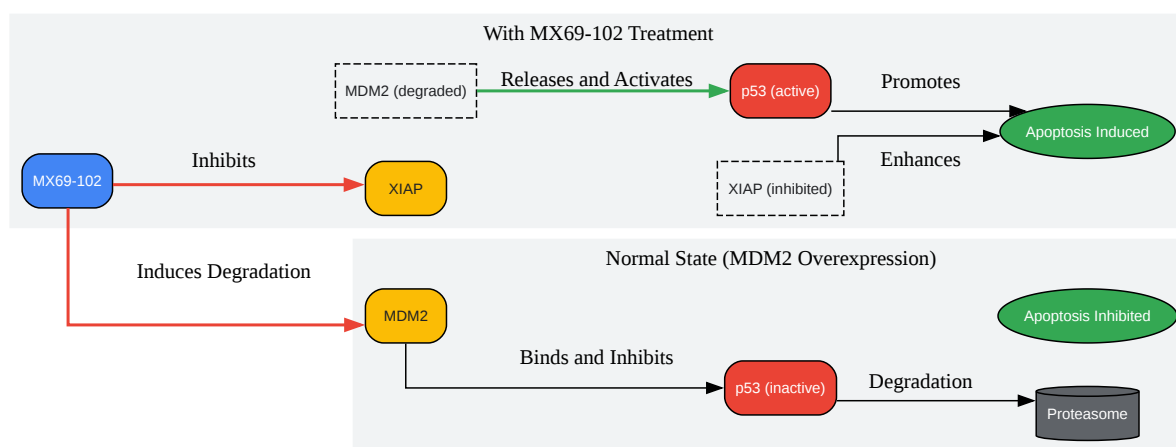 With MX69-102 Treatment
MDM2 (degraded)
Releases and Activates
p53 (active)
Promotes
Apoptosis Induced
Inhibits
Enhances
MX69-102
XIAP
XIAP (inhibited)
Induces Degradation
Normal State (MDM2 Overexpression)
MDM2
Apoptosis Inhibited
Binds and Inhibits
p53 (inactive)
Degradation
Proteasome